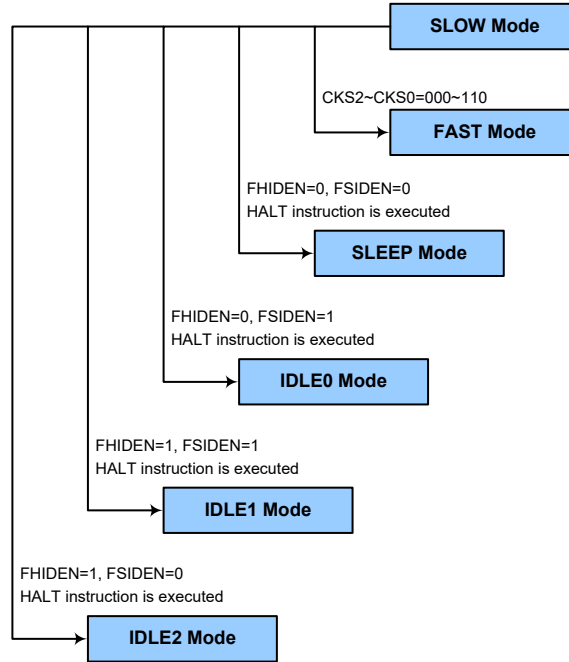 SLOW Mode
CKS2~CKS0=000~110
FAST Mode
FHIDEN=0, FSIDEN=0
HALT instruction is executed
SLEEP Mode
FHIDEN=0, FSIDEN=1
HALT instruction is executed
IDLE0 Mode
FHIDEN=1, FSIDEN=1
HALT instruction is executed
IDLE1 Mode
FHIDEN=1, FSIDEN=0
HALT instruction is executed
IDLE2 Mode